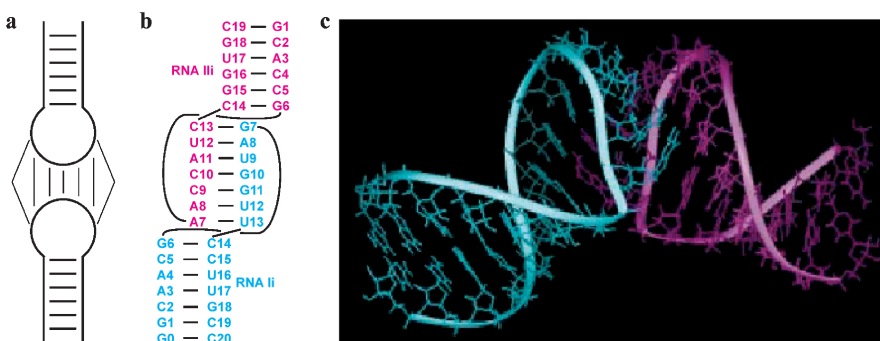 a b c
C19 — G1
G18 — C2
U17 — A3
RNA IIi
G16 — C4
G15 — C5
C14 — G6
C13 — G7
U12 — A8
A11 — U9
C10 — G10
C9 — G11
A8 — U12
A7 — U13
G6 — C14
C5 — C15
A4 — U16
RNA Ii
A3 — U17
C2 — G18
G1 — C19
G0 — C20